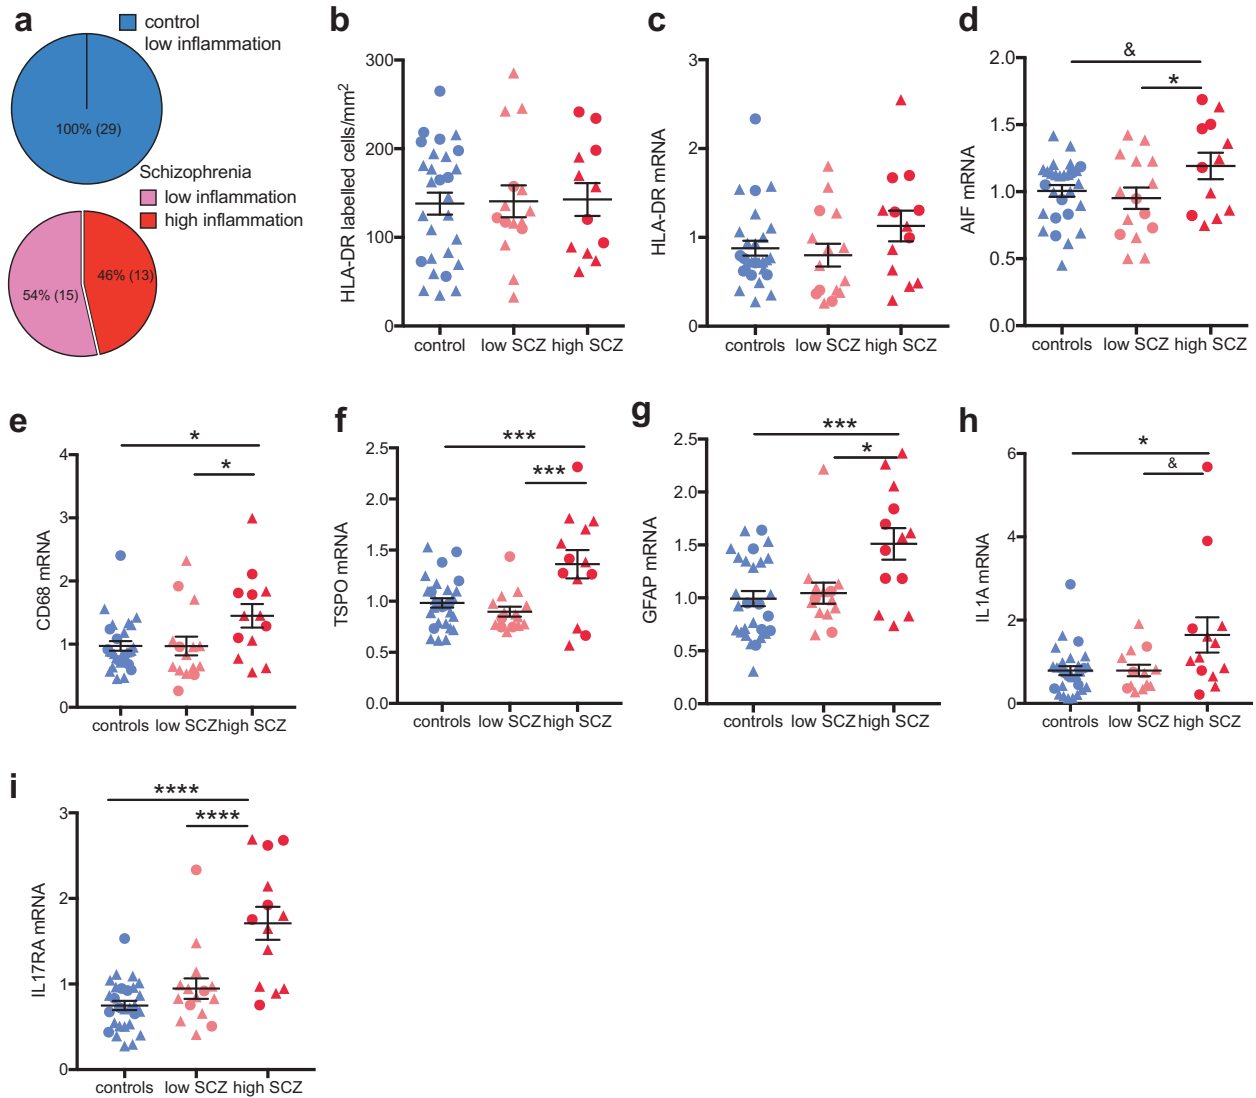 a
control
low inflammation
100% (29)
Schizophrenia
low inflammation
high inflammation
46% (13)
54% (15)
b
HLA-DR labelled cells/mm2
300
200
100
0
control low SCZ high SCZ
c
HLA-DR mRNA
3
2
1
0
controls low SCZ high SCZ
d
AIF mRNA
2.0
1.5
1.0
0.5
0.0
&
*
controls low SCZ high SCZ
e
CD68 mRNA
4
3
2
1
0
*
*
controls low SCZ high SCZ
f
TSPO mRNA
2.5
2.0
1.5
1.0
0.5
0.0
***
***
controls low SCZ high SCZ
g
GFAP mRNA
2.5
2.0
1.5
1.0
0.5
0.0
***
*
controls low SCZ high SCZ
h
IL1A mRNA
6
4
2
0
*
&
controls low SCZ high SCZ
i
IL17RA mRNA
3
2
1
0
****
****
controls low SCZ high SCZ